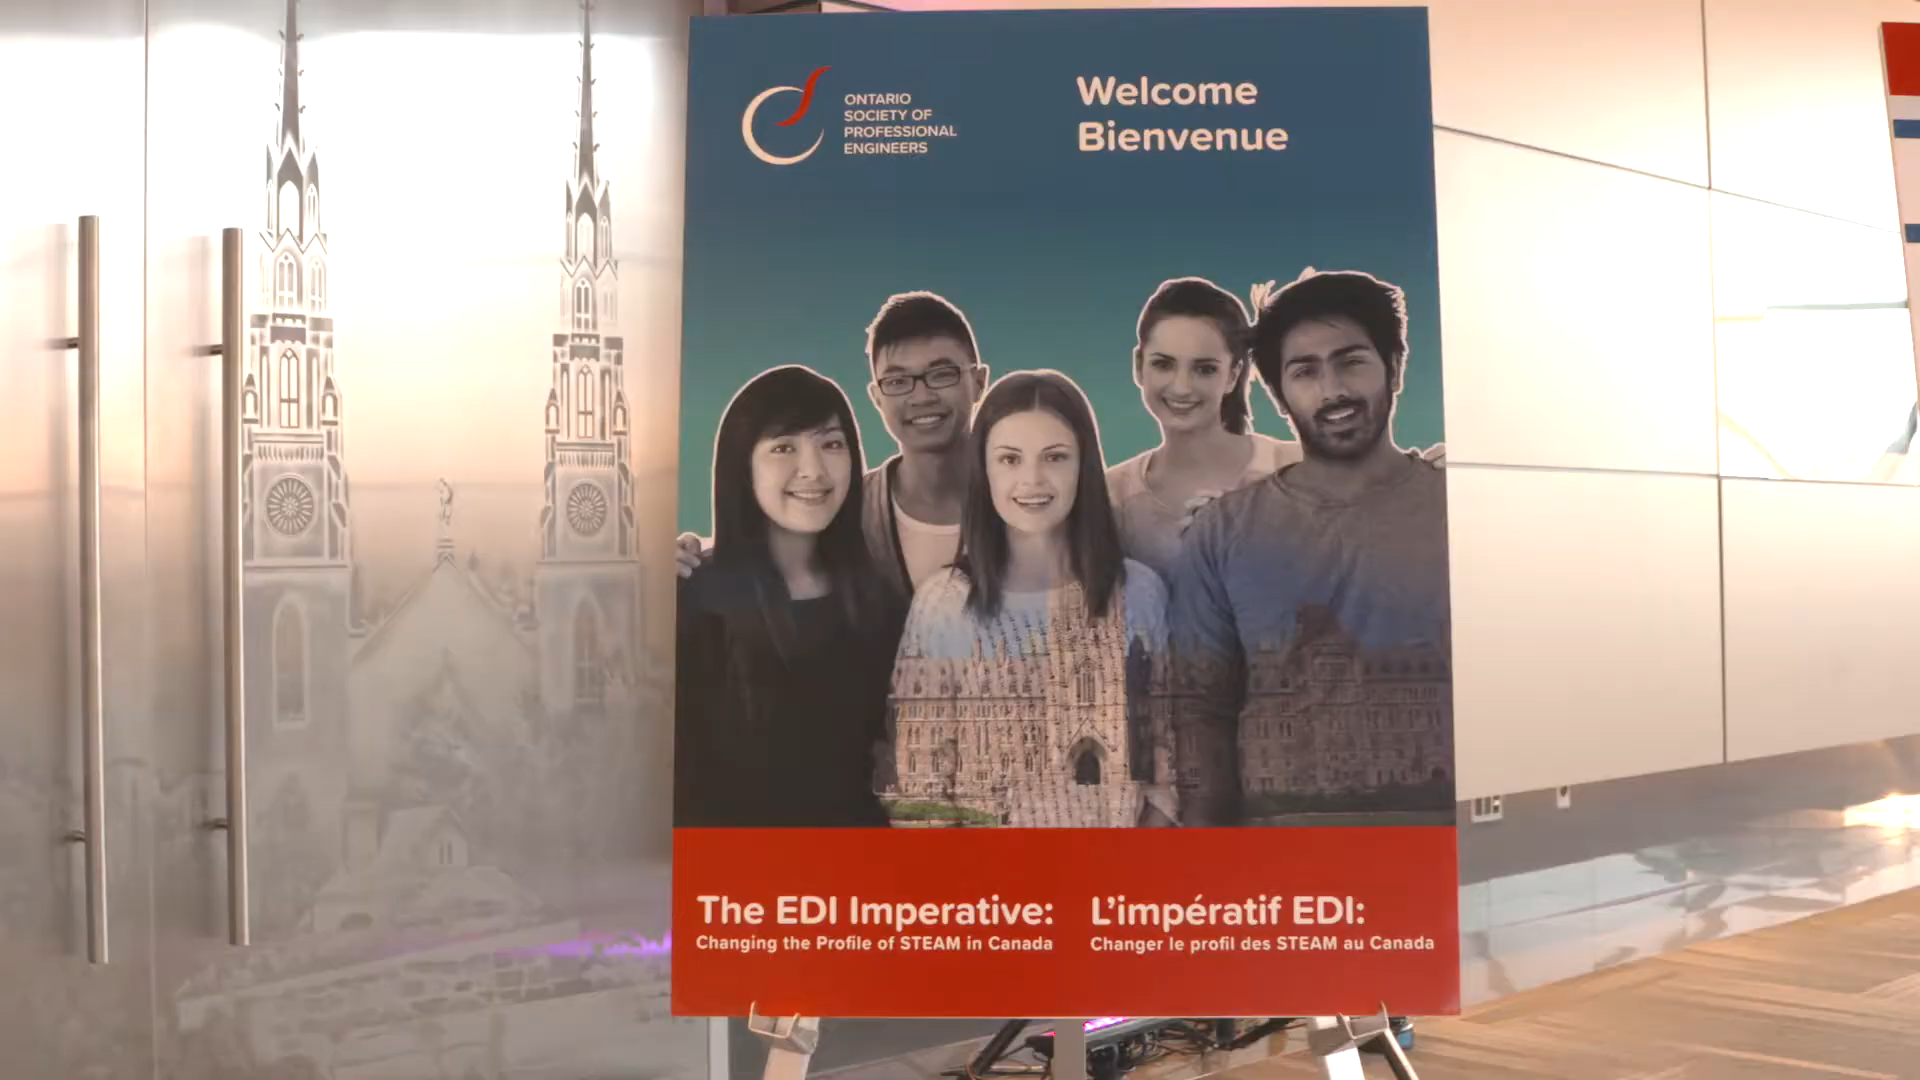 ONTARIO
SOCIETY OF
PROFESSIONAL
ENGINEERS
Welcome
Bienvenue
The EDI Imperative:
Changing the Profile of STEAM in Canada
L'impératif EDI:
Changer le profil des STEAM au Canada